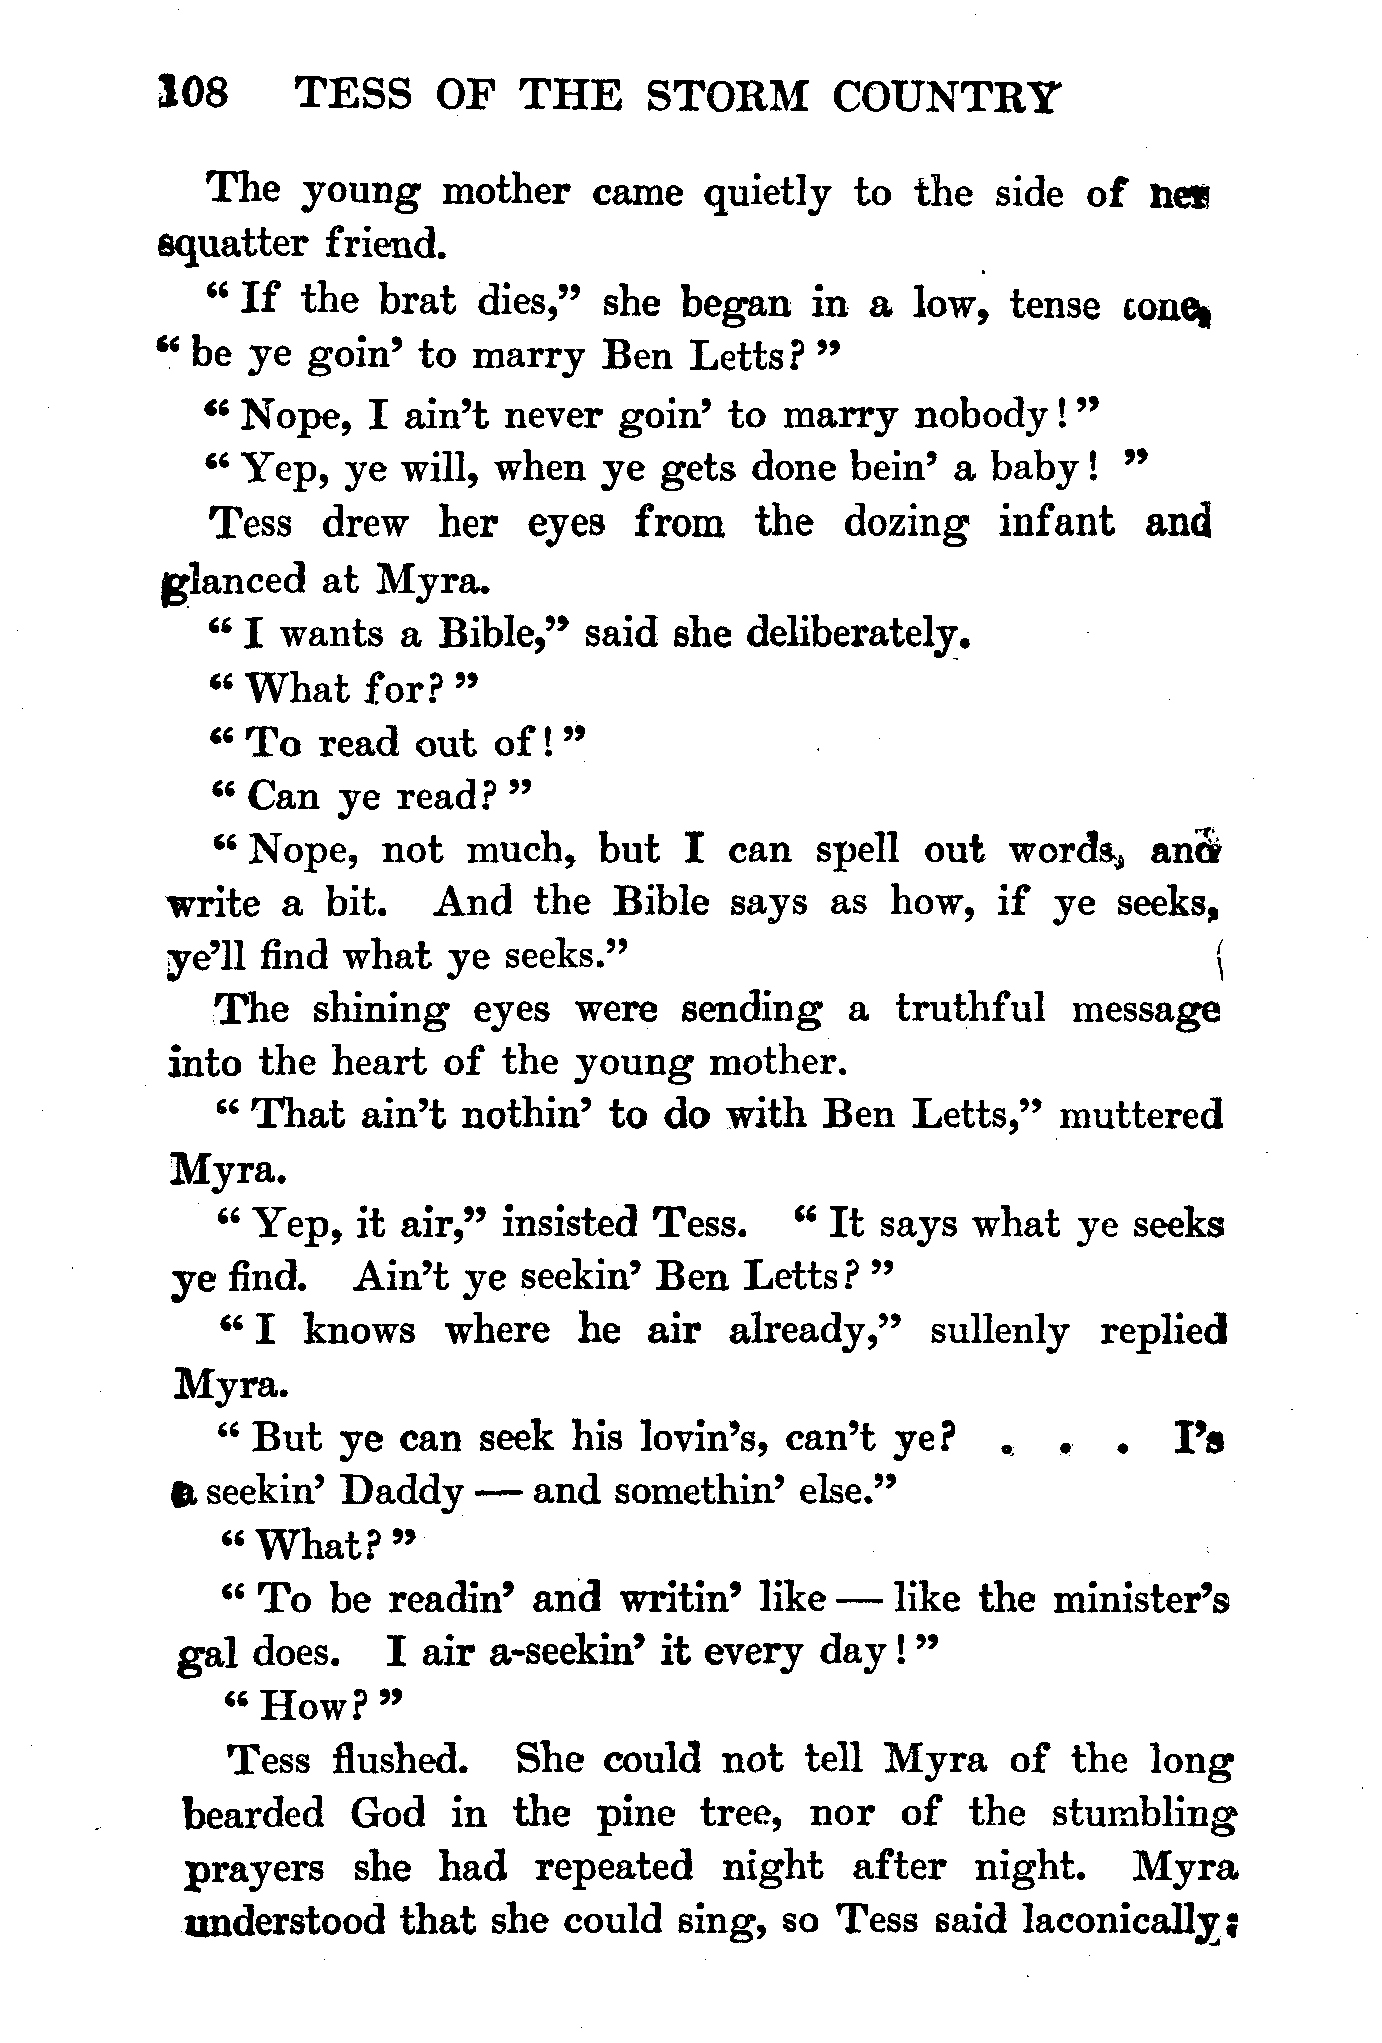 108 TESS OF THE STORM COUNTRY
The young mother came quietly to the side of her
squatter friend.
“ If the brat dies,” she began in a low, tense tone,
“ be ye goin’ to marry Ben Letts? ”
“ Nope, I ain’t never goin’ to marry nobody! ”
“ Yep, ye will, when ye gets done bein’ a baby! ”
Tess drew her eyes from the dozing infant and
glanced at Myra.
“ I wants a Bible,” said she deliberately.
“ What for? ”
“ To read out of! ”
“ Can ye read? ”
“ Nope, not much, but I can spell out words, and
write a bit. And the Bible says as how, if ye seeks,
ye’ll find what ye seeks.”
The shining eyes were sending a truthful message
into the heart of the young mother.
“ That ain’t nothin’ to do with Ben Letts,” muttered
Myra.
“ Yep, it air,” insisted Tess. “ It says what ye seeks
ye find. Ain’t ye seekin’ Ben Letts? ”
“ I knows where he air already,” sullenly replied
Myra.
“ But ye can seek his lovin’s, can’t ye? . . . I’s
a seekin’ Daddy — and somethin’ else.”
“ What? ”
“ To be readin’ and writin’ like — like the minister’s
gal does. I air a-seekin’ it every day! ”
“ How? ”
Tess flushed. She could not tell Myra of the long
bearded God in the pine tree, nor of the stumbling
prayers she had repeated night after night. Myra
understood that she could sing, so Tess said laconically: